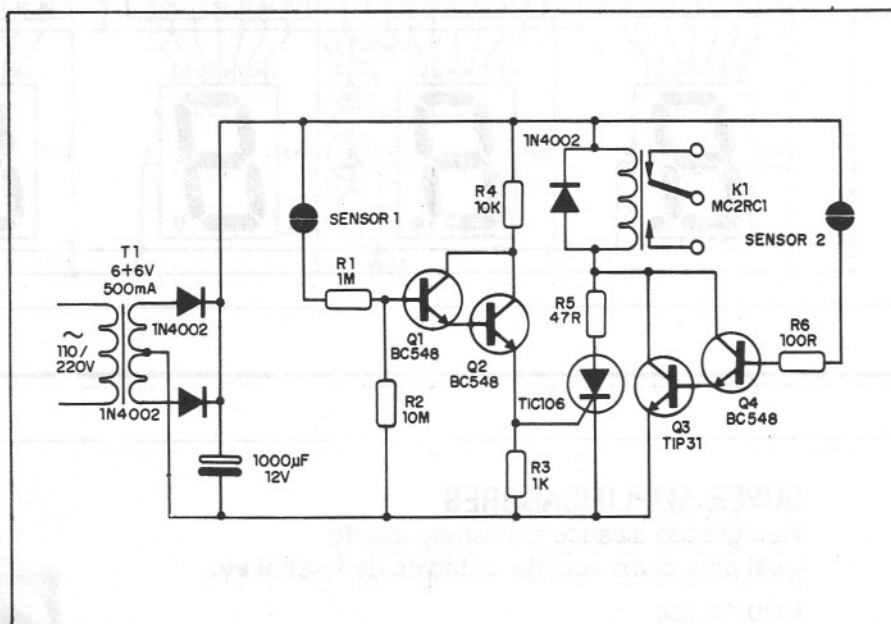 1N4002
R4
10K
K1
MC2RC1
SENSOR 1
SENSOR 2
T1
6+6V
500mA
R1
1M
1N4002
R5
47R
R6
100R
~
110/
220V
Q1
BC548
Q2
BC548
R2
10M
TIC106
Q4
BC548
Q3
TIP31
1N4002
1000µF
12V
R3
1K